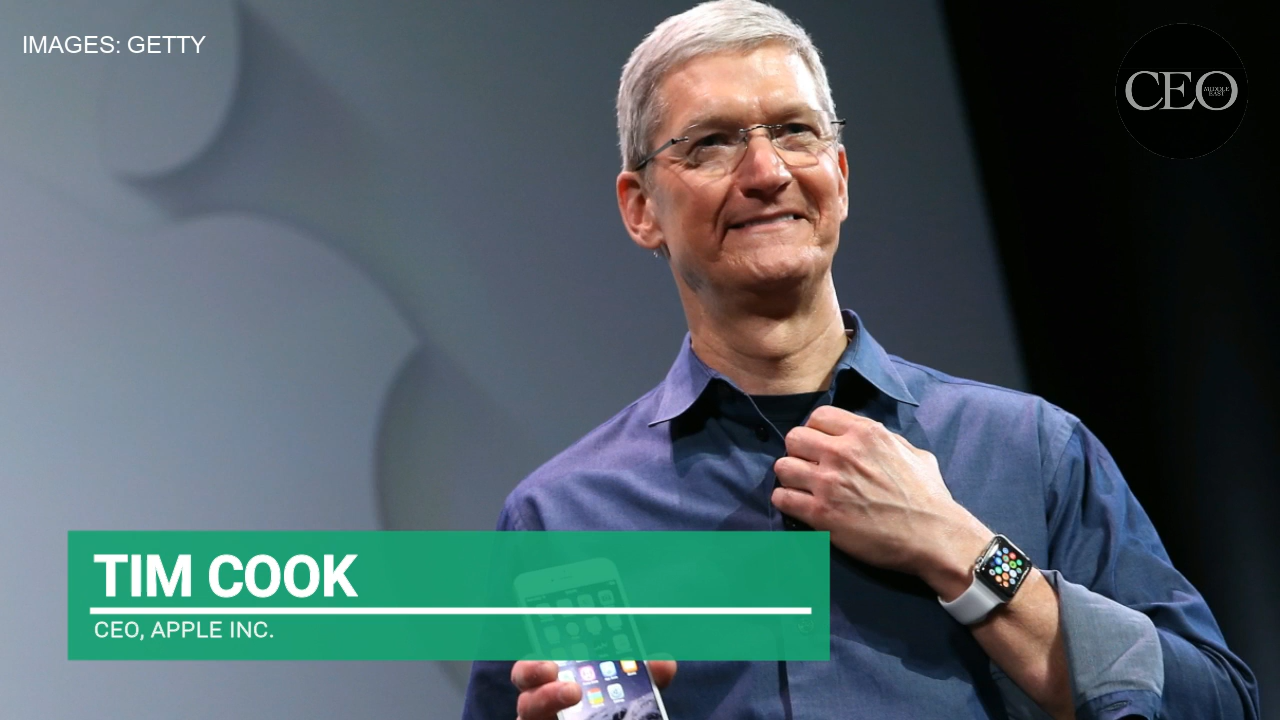 IMAGES: GETTY
CEO
MIDDLE
EAST
TIM COOK
CEO, APPLE INC.